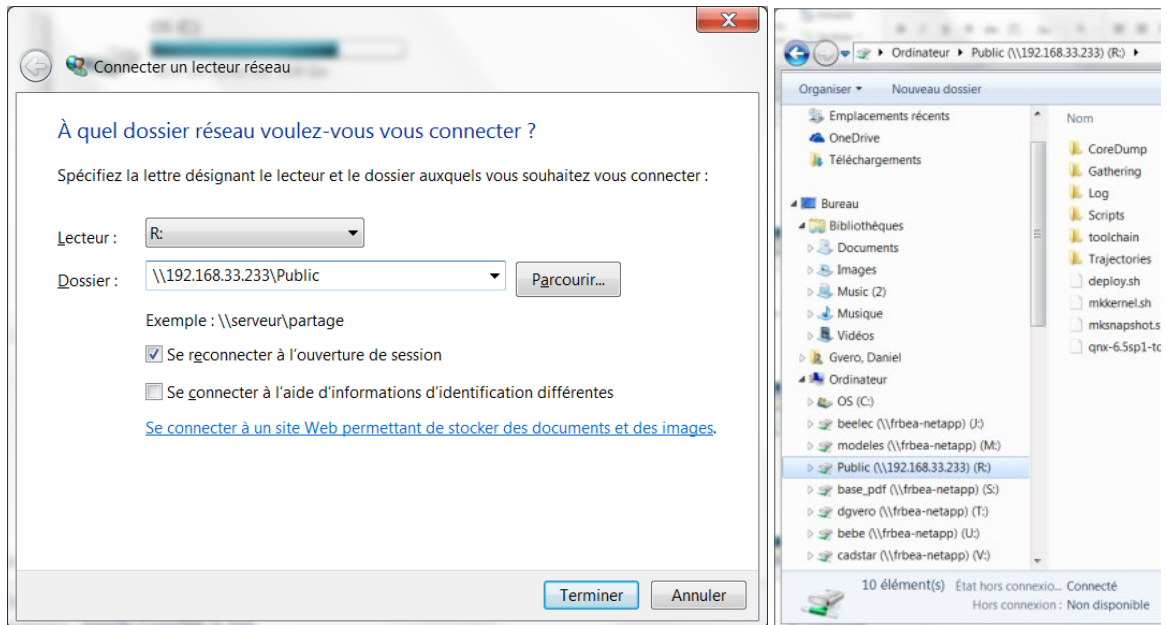 Connecter un lecteur réseau
À quel dossier réseau voulez-vous vous connecter ?
Spécifiez la lettre désignant le lecteur et le dossier auxquels vous souhaitez vous connecter :
Lecteur : R:
Dossier : \\192.168.33.233\Public Parcourir...
Exemple : \\serveur\partage
Se reconnecter à l'ouverture de session
Se connecter à l'aide d'informations d'identification différentes
Se connecter à un site Web permettant de stocker des documents et des images.
Terminer Annuler
Ordinateur Public (\\192.168.33.233) (R:)
Organiser Nouveau dossier
Emplacements récents
OneDrive
Téléchargements
Bureau
Bibliothèques
Documents
Images
Music (2)
Musique
Vidéos
Gvero, Daniel
Ordinateur
OS (C:)
beelec (\\frbea-netapp) (J:)
modeles (\\frbea-netapp) (M:)
Public (\\192.168.33.233) (R:)
base_pdf (\\frbea-netapp) (S:)
dgvero (\\frbea-netapp) (T:)
bebe (\\frbea-netapp) (U:)
cadstar (\\frbea-netapp) (V:)
Nom
CoreDump
Gathering
Log
Scripts
toolchain
Trajectories
deploy.sh
mkkernel.sh
mksnapshot.s
qnx-6.5sp1-to
10 élément(s) État hors connexio... Connecté
Hors connexion : Non disponible